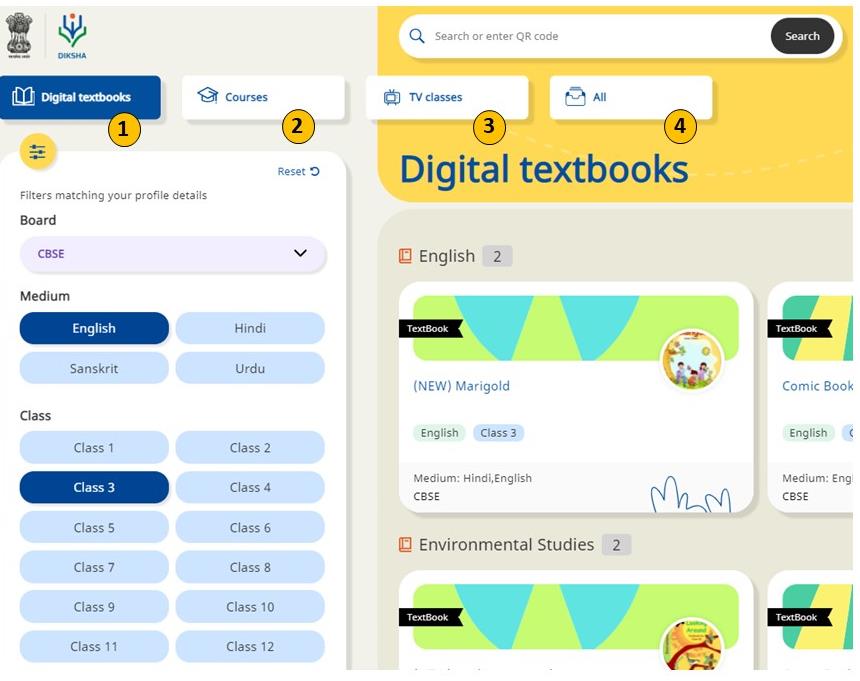 DIKSHA
Search or enter QR code
Search
Digital textbooks
Courses
TV classes
All
1
2
3
4
Reset
Filters matching your profile details
Board
CBSE
Medium
English
Hindi
Sanskrit
Urdu
Class
Class 1
Class 2
Class 3
Class 4
Class 5
Class 6
Class 7
Class 8
Class 9
Class 10
Class 11
Class 12
Digital textbooks
English 2
TextBook
(NEW) Marigold
English Class 3
Medium: Hindi,English
CBSE
TextBook
Comic Book
English
Medium: Eng
CBSE
Environmental Studies 2
TextBook
TextBook